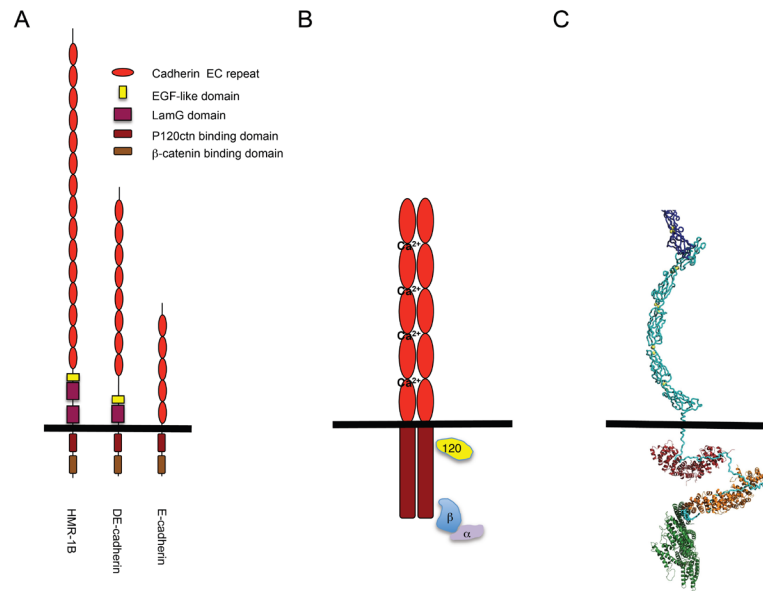 A
Cadherin EC repeat
EGF-like domain
LamG domain
P120ctn binding domain
β-catenin binding domain
HMR-1B
DE-cadherin
E-cadherin
B
Ca²⁺
Ca²⁺
Ca²⁺
Ca²⁺
120
β
α
C